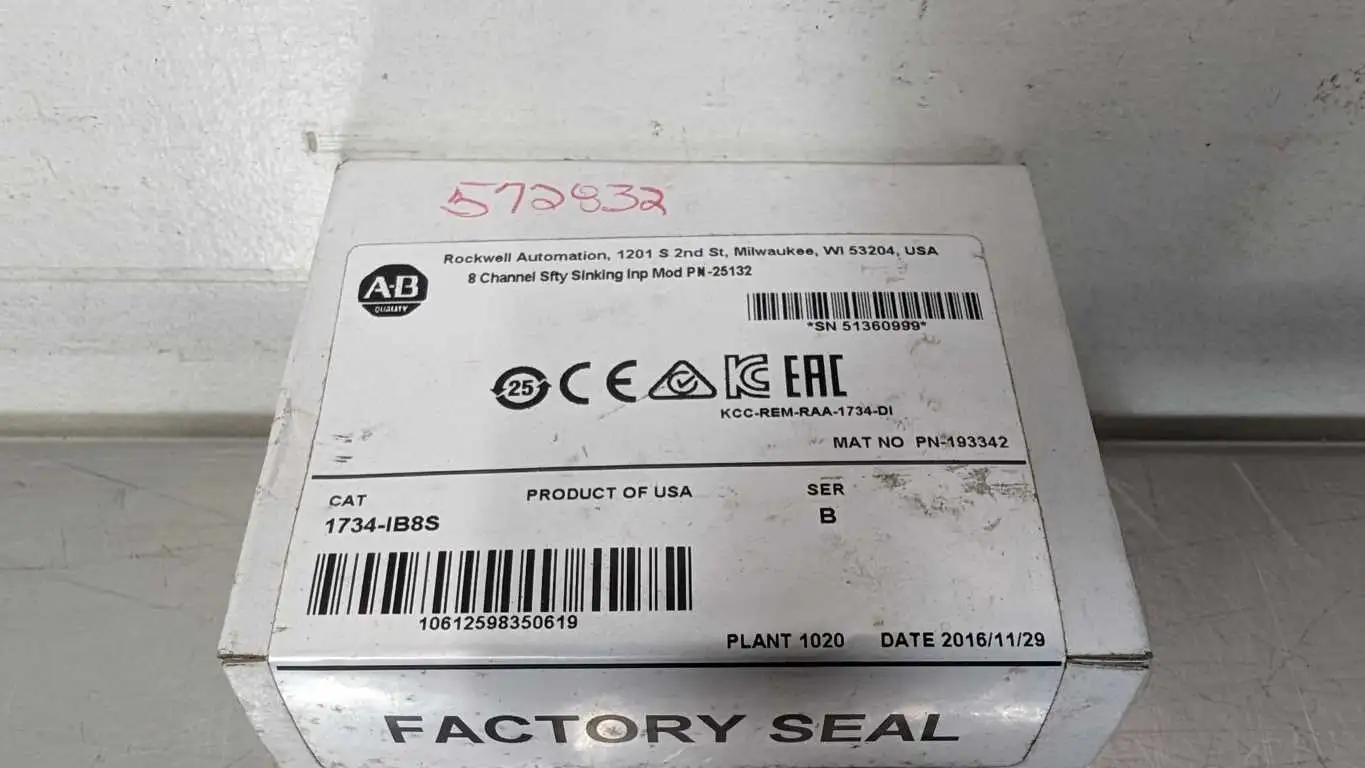 572832
Rockwell Automation, 1201 S 2nd St, Milwaukee, WI 53204, USA
8 Channel Sfty Sinking Inp Mod PN-25132
A-B
QUALITY
*SN 51360999*
25
CE
KC
EAC
KCC-REM-RAA-1734-DI
MAT NO PN-193342
CAT
PRODUCT OF USA
SER
1734-IB8S
B
10612598350619
PLANT 1020 DATE 2016/11/29
FACTORY SEAL